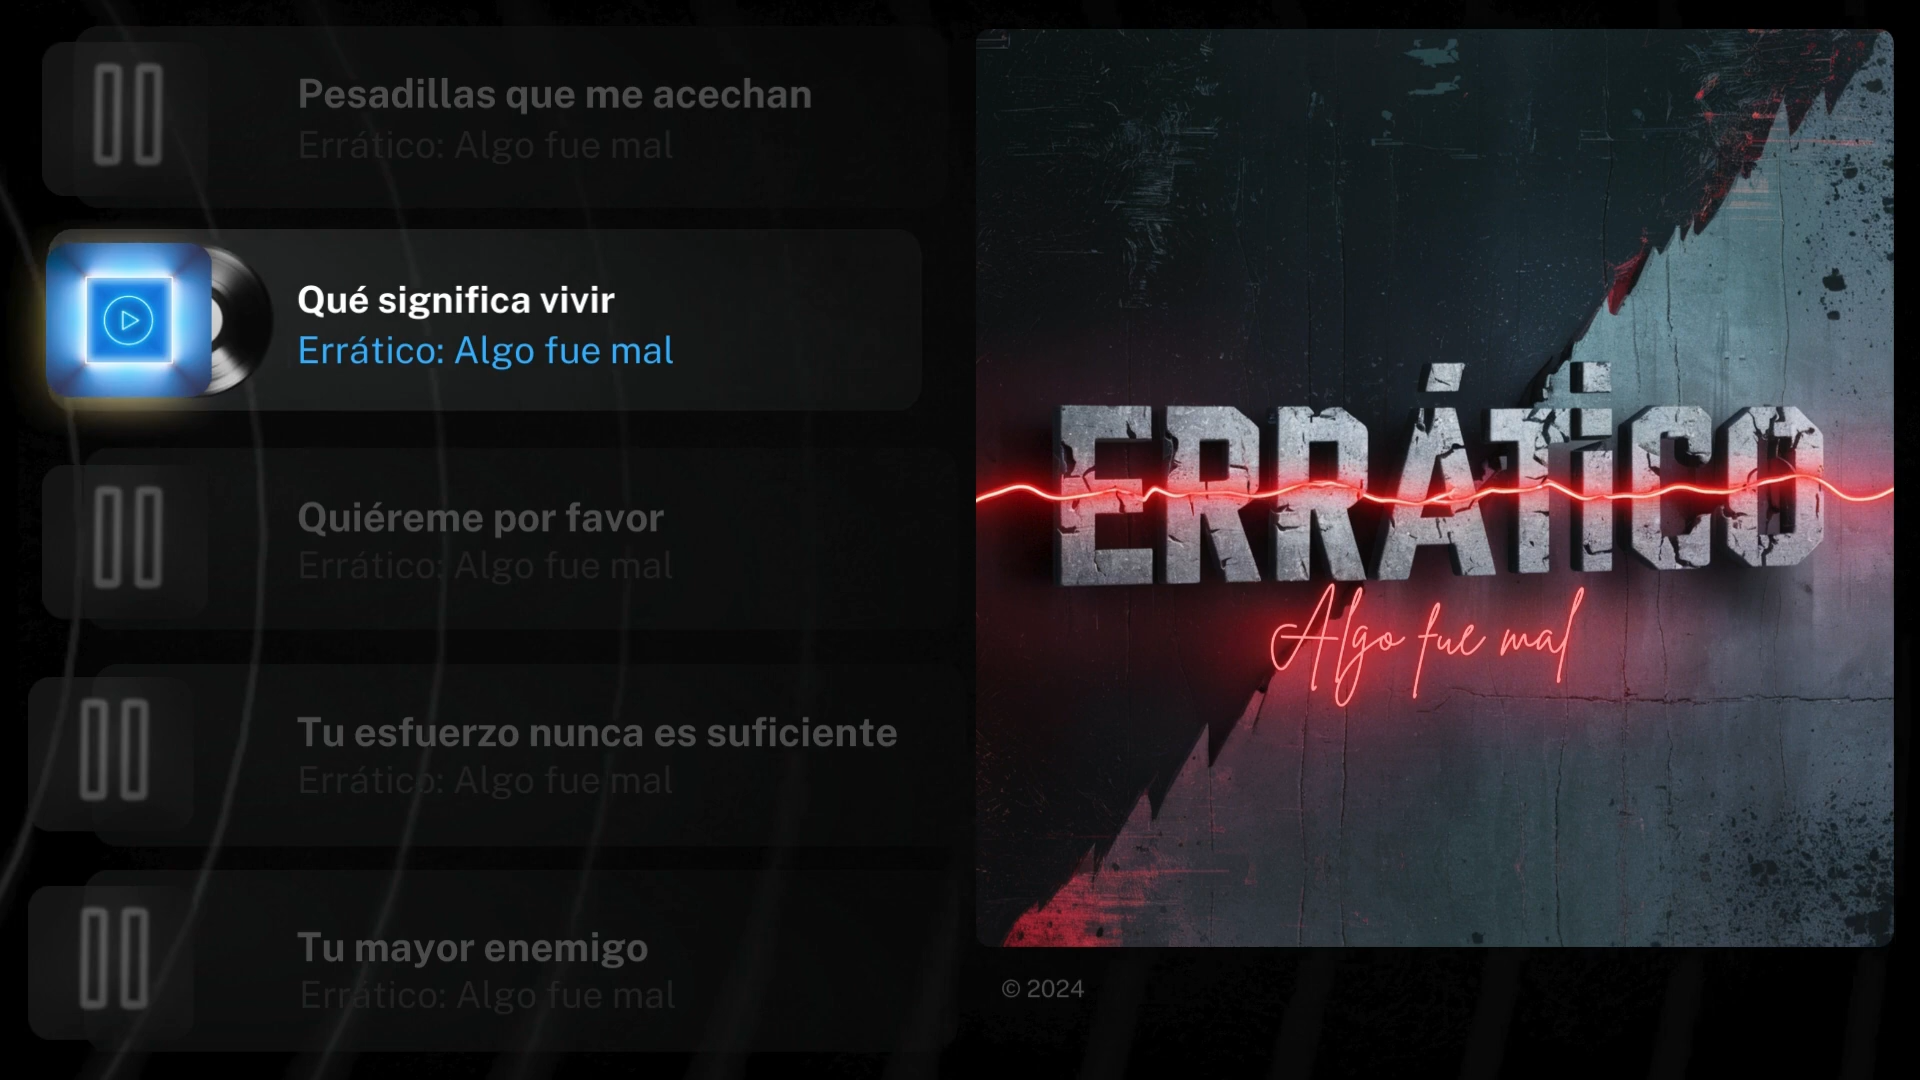 Pesadillas que me acechan
Errático: Algo fue mal
Qué significa vivir
Errático: Algo fue mal
Quiéreme por favor
Errático: Algo fue mal
Tu esfuerzo nunca es suficiente
Errático: Algo fue mal
Tu mayor enemigo
Errático: Algo fue mal
ERRÁTiCO
Algo fue mal
© 2024